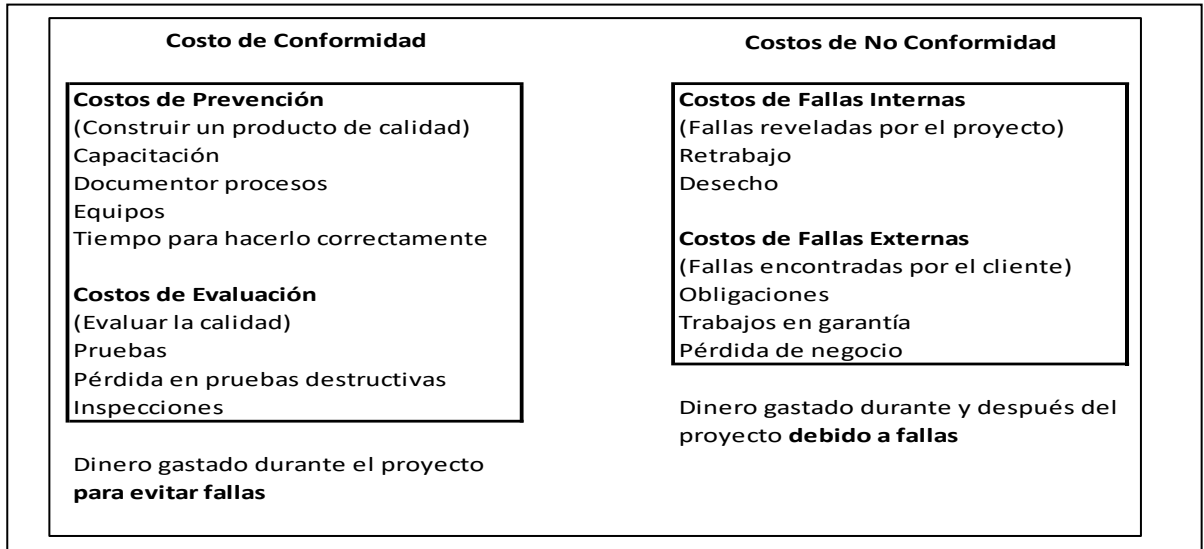 Costo de Conformidad
Costos de Prevención
(Construir un producto de calidad)
Capacitación
Documentor procesos
Equipos
Tiempo para hacerlo correctamente
Costos de Evaluación
(Evaluar la calidad)
Pruebas
Pérdida en pruebas destructivas
Inspecciones
Dinero gastado durante el proyecto
para evitar fallas
Costos de No Conformidad
Costos de Fallas Internas
(Fallas reveladas por el proyecto)
Retrabajo
Desecho
Costos de Fallas Externas
(Fallas encontradas por el cliente)
Obligaciones
Trabajos en garantía
Pérdida de negocio
Dinero gastado durante y después del
proyecto debido a fallas